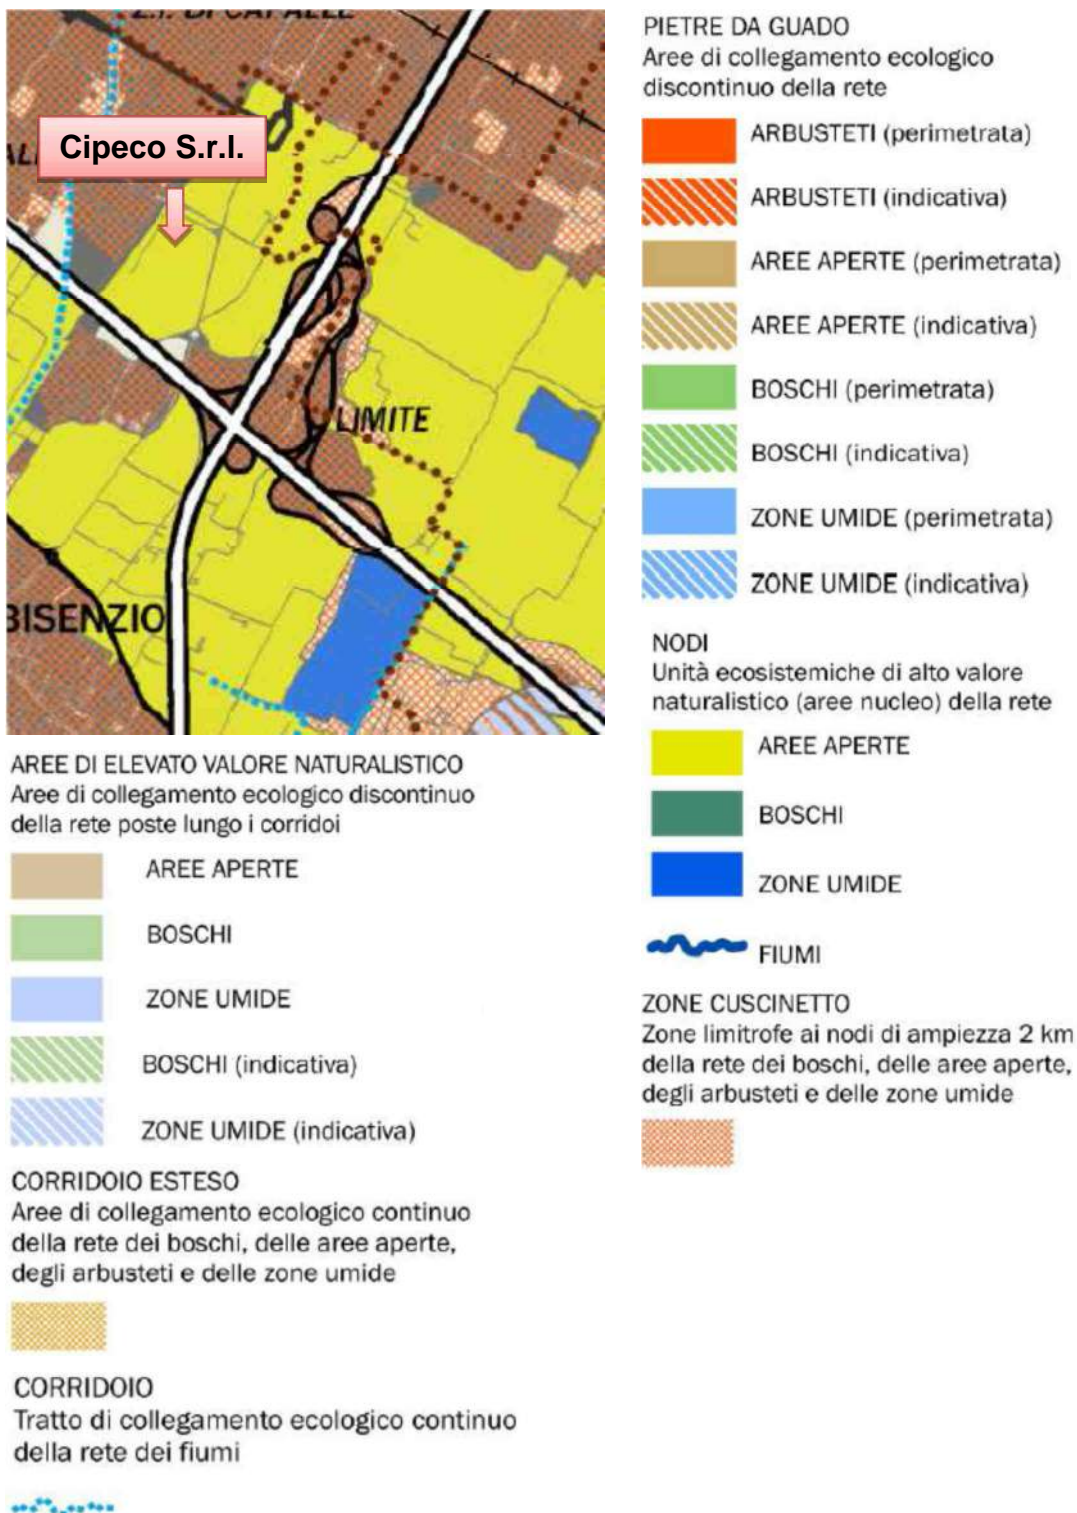 Z.I. DI CAPALLE
Cipeco S.r.l.
LIMITE
BISENZIO
AREE DI ELEVATO VALORE NATURALISTICO
Aree di collegamento ecologico discontinuo
della rete poste lungo i corridoi
AREE APERTE
BOSCHI
ZONE UMIDE
BOSCHI (indicativa)
ZONE UMIDE (indicativa)
CORRIDOIO ESTESO
Aree di collegamento ecologico continuo
della rete dei boschi, delle aree aperte,
degli arbusteti e delle zone umide
CORRIDOIO
Tratto di collegamento ecologico continuo
della rete dei fiumi
PIETRE DA GUADO
Aree di collegamento ecologico
discontinuo della rete
ARBUSTETI (perimetrata)
ARBUSTETI (indicativa)
AREE APERTE (perimetrata)
AREE APERTE (indicativa)
BOSCHI (perimetrata)
BOSCHI (indicativa)
ZONE UMIDE (perimetrata)
ZONE UMIDE (indicativa)
NODI
Unità ecosistemiche di alto valore
naturalistico (aree nucleo) della rete
AREE APERTE
BOSCHI
ZONE UMIDE
FIUMI
ZONE CUSCINETTO
Zone limitrofe ai nodi di ampiezza 2 km
della rete dei boschi, delle aree aperte,
degli arbusteti e delle zone umide